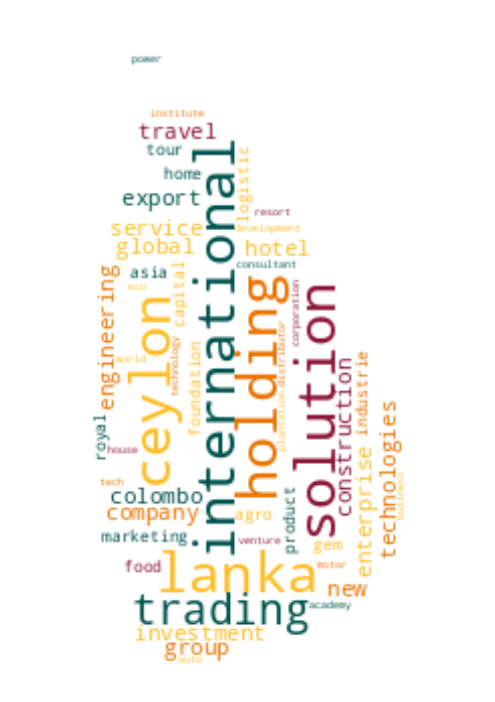 power
institute
travel
tour
international
logistic
home
export
resort
service
development
global
hotel
consultant
asia
capital
engineering
holding
corporation
solution
eco
ceylon
distributor
technology
foundation
world
industrie
construction
plantation
technologies
royal
house
enterprise
business
tech
colombo
product
company
agro
marketing
venture
gem
lanka
food
motor
new
trading
academy
investment
group
auto